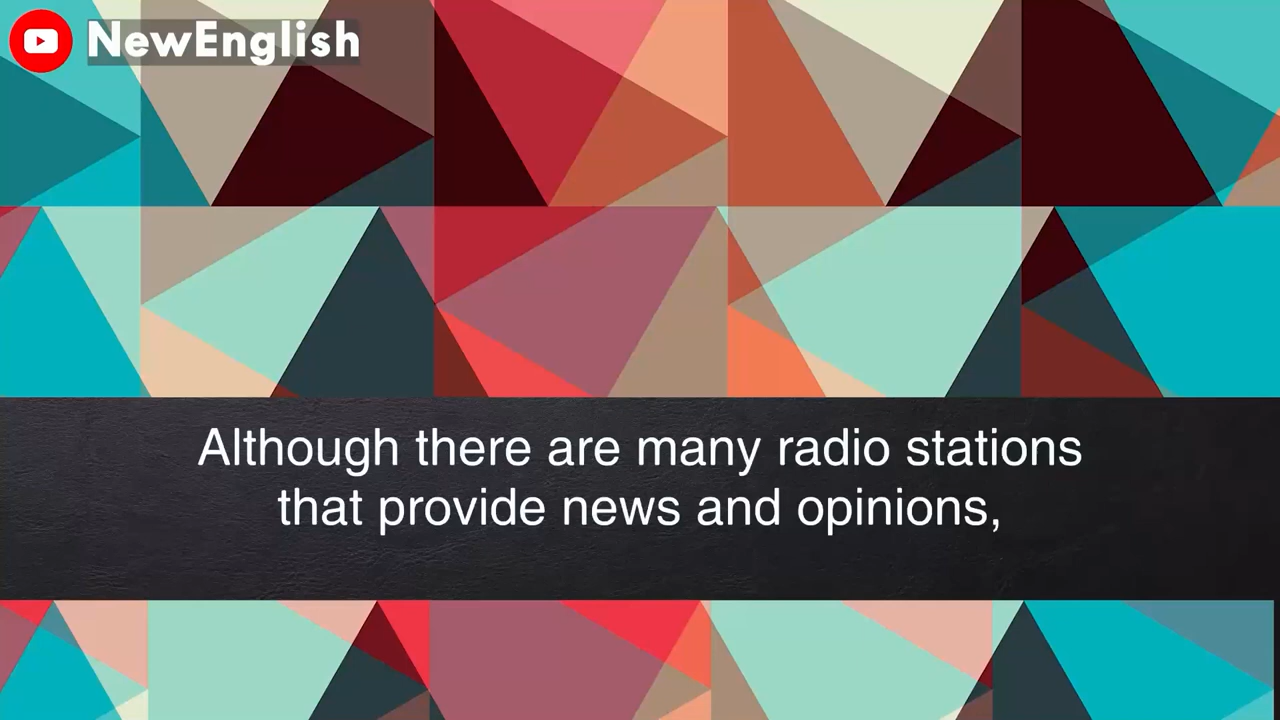 NewEnglish
Although there are many radio stations
that provide news and opinions,